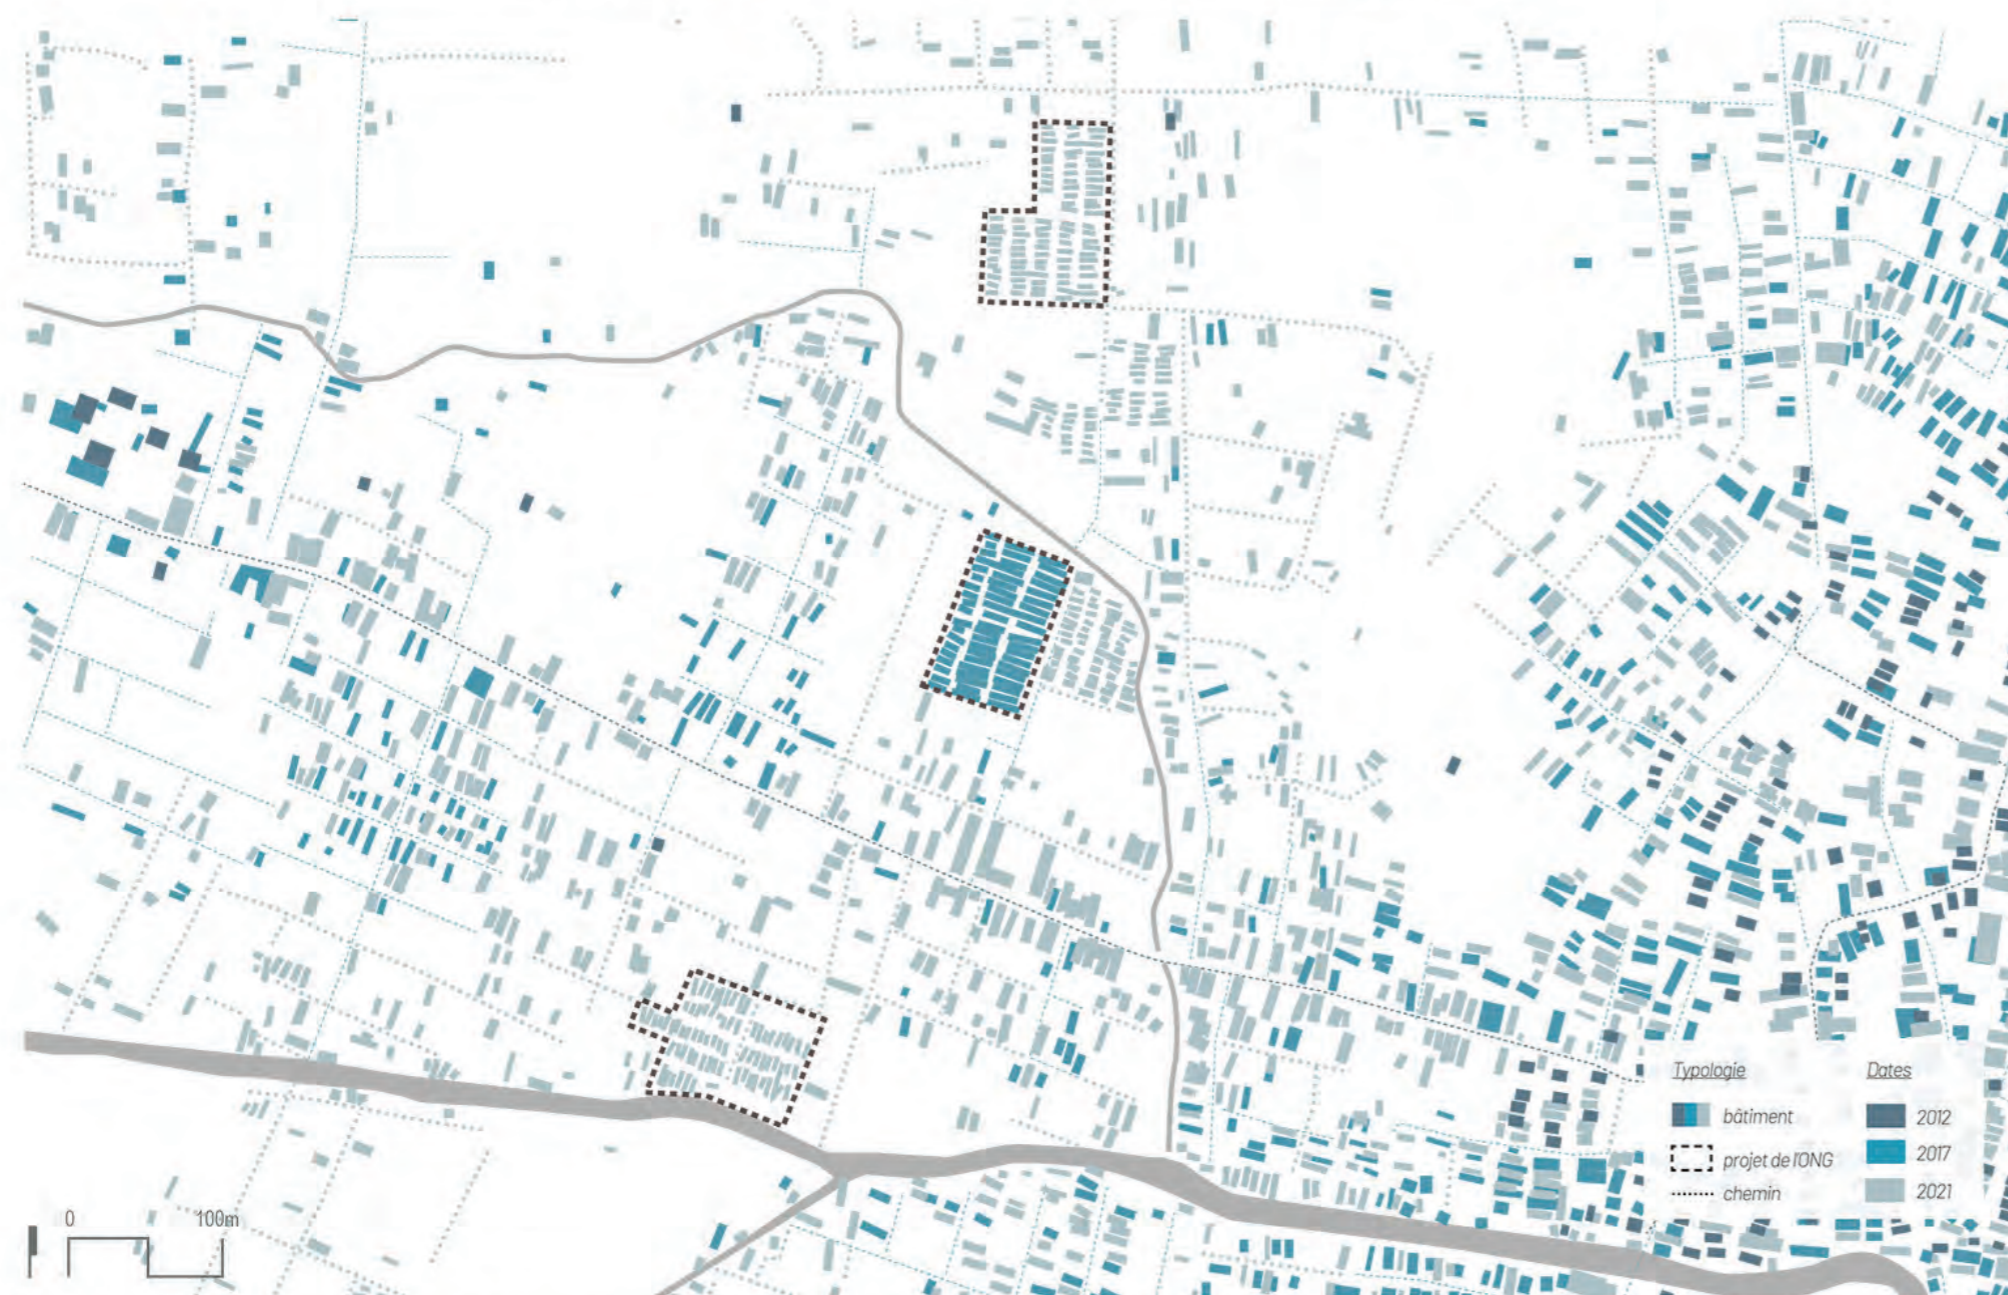 Typologie
bâtiment
projet de l'ONG
chemin
Dates
2012
2017
2021
0 100m